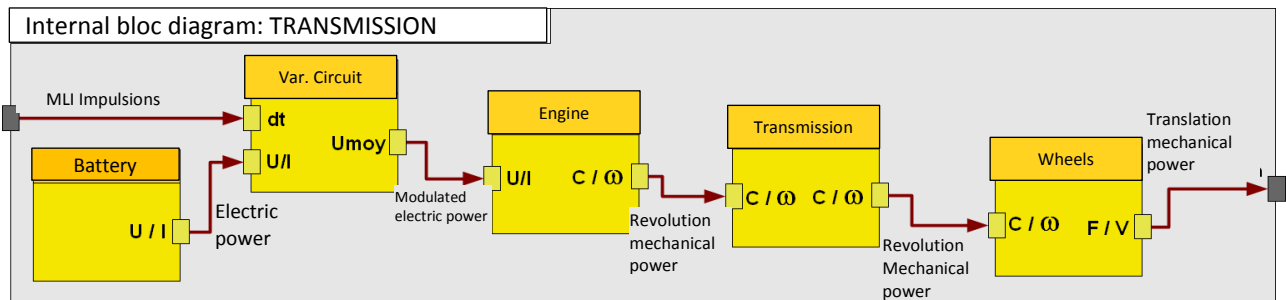 Internal bloc diagram: TRANSMISSION
MLI Impulsions
Battery
U / I
Electric
power
Var. Circuit
dt
U/I
Umoy
Modulated
electric power
Engine
U/I
C / ω
Revolution
mechanical
power
Transmission
C / ω
C / ω
Revolution
Mechanical
power
Wheels
C / ω
F / V
Translation
mechanical
power